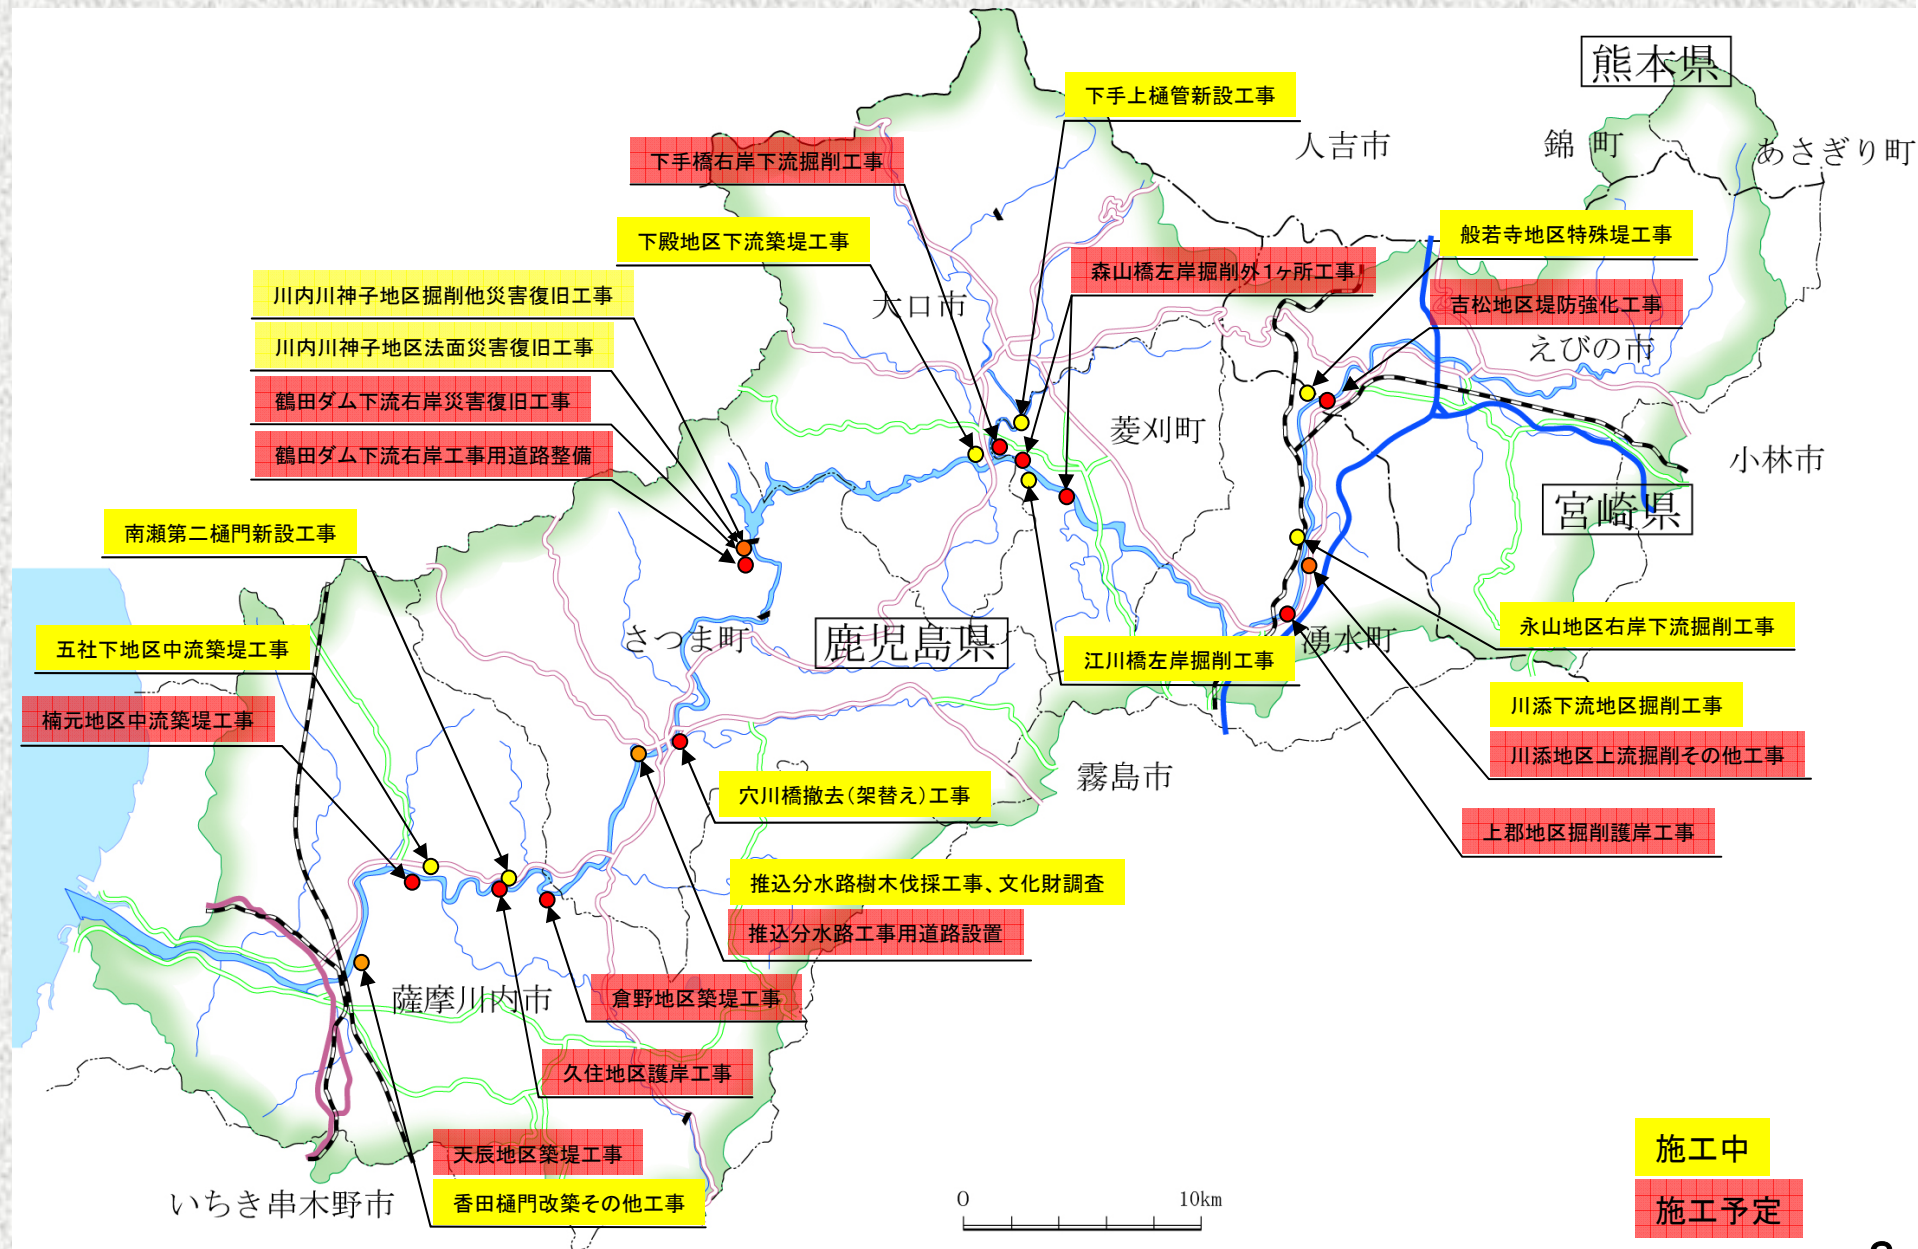 熊本県
下手上樋管新設工事
人吉市
錦 町
あさぎり町
下手橋右岸下流掘削工事
下殿地区下流築堤工事
般若寺地区特殊堤工事
森山橋左岸掘削外1ヶ所工事
川内川神子地区掘削他災害復旧工事
大口市
吉松地区堤防強化工事
川内川神子地区法面災害復旧工事
えびの市
鶴田ダム下流右岸災害復旧工事
菱刈町
鶴田ダム下流右岸工事用道路整備
小林市
宮崎県
南瀬第二樋門新設工事
さつま町
鹿児島県
湧水町
永山地区右岸下流掘削工事
五社下地区中流築堤工事
江川橋左岸掘削工事
川添下流地区掘削工事
楠元地区中流築堤工事
川添地区上流掘削その他工事
霧島市
穴川橋撤去(架替え)工事
上郡地区掘削護岸工事
推込分水路樹木伐採工事、文化財調査
推込分水路工事用道路設置
薩摩川内市
倉野地区築堤工事
久住地区護岸工事
天辰地区築堤工事
香田樋門改築その他工事
いちき串木野市
0 10km
施工中
施工予定